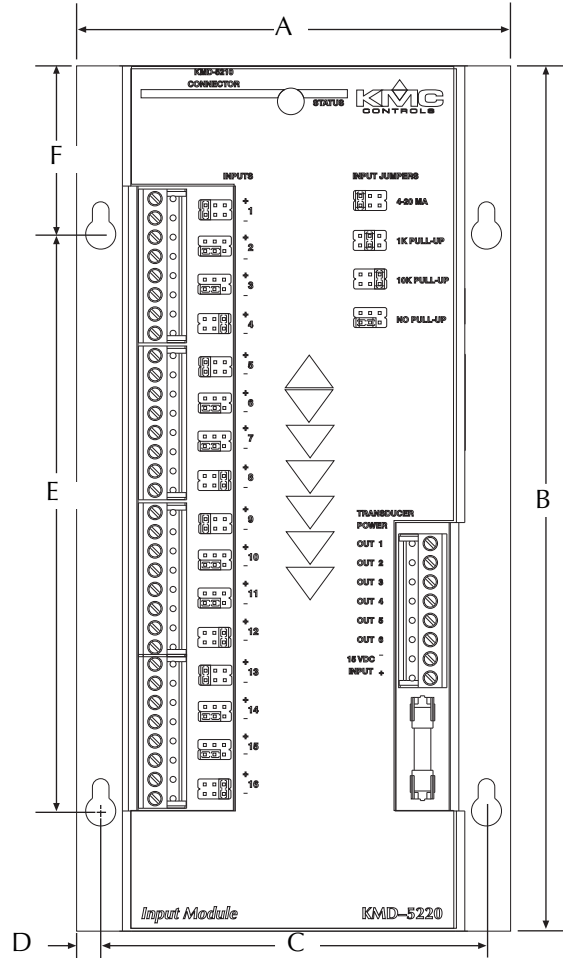 A
KMD-5210
CONNECTOR
STATUS
KMC
CONTROLS
F
INPUTS
INPUT JUMPERS
+
1
-
4-20 MA
+
2
-
1K PULL-UP
+
3
-
10K PULL-UP
+
4
-
NO PULL-UP
+
5
-
+
6
-
+
7
-
+
8
-
E
B
+
9
-
TRANSDUCER
POWER
OUT 1
+
10
-
OUT 2
+
11
-
OUT 3
OUT 4
+
12
-
OUT 5
OUT 6
15 VDC -
INPUT +
+
13
-
+
14
-
+
15
-
+
16
-
Input Module
KMD–5220
D
C